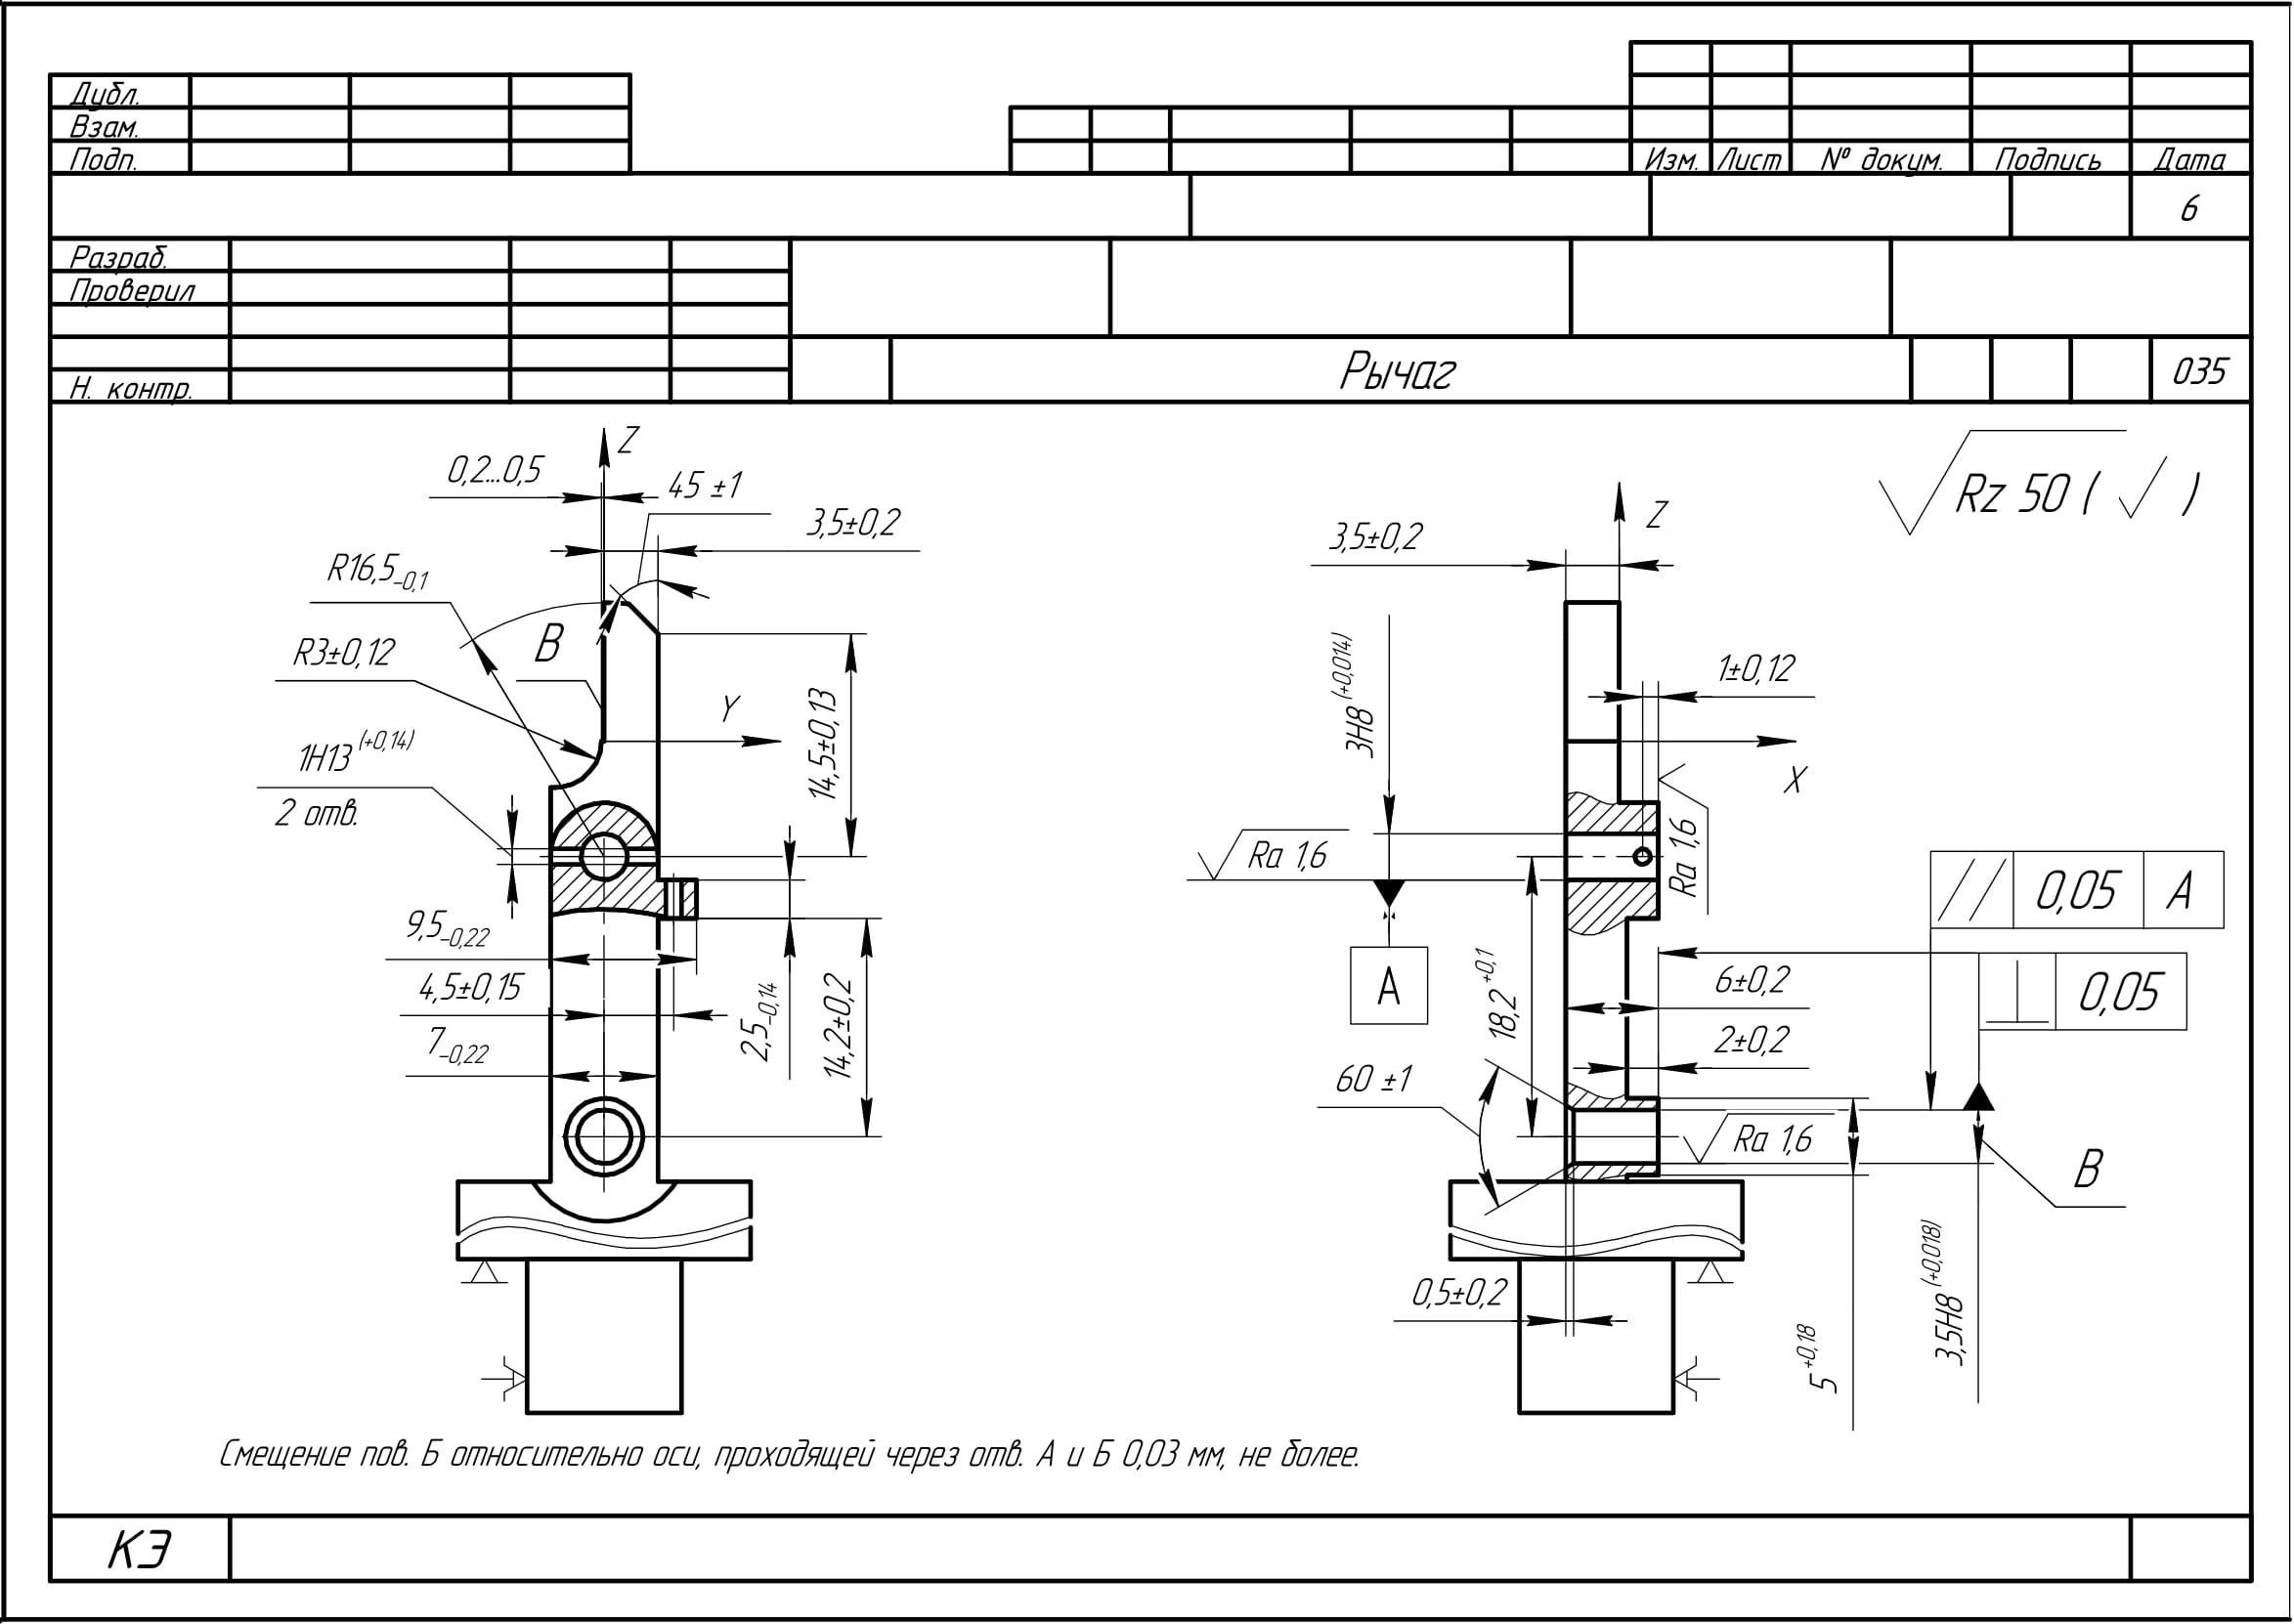 Дубл.
Взам.
Подп.
Изм. Лист № докум. Подпись Дата
6
Разраб.
Проверил
Н. контр.
Рычаг
035
Z
0,2...0,5
45 ±1
3,5±0,2
R16,5 -0,1
R3±0,12
В
1H13 (+0,14)
2 отв.
Y
14,5±0,13
9,5 -0,22
4,5±0,15
7 -0,22
2,5 -0,14
14,2±0,2
Rz 50 ( )
Z
3,5±0,2
3H8 (+0,014)
1±0,12
X
Ra 1,6
Ra 1,6
// 0,05 А
⊥ 0,05
А
18,2 +0,1
6±0,2
2±0,2
60 ±1
Ra 1,6
В
0,5±0,2
5 +0,18
3,5H8 (+0,018)
Смещение пов. Б относительно оси, проходящей через отв. А и Б 0,03 мм, не более.
КЭ